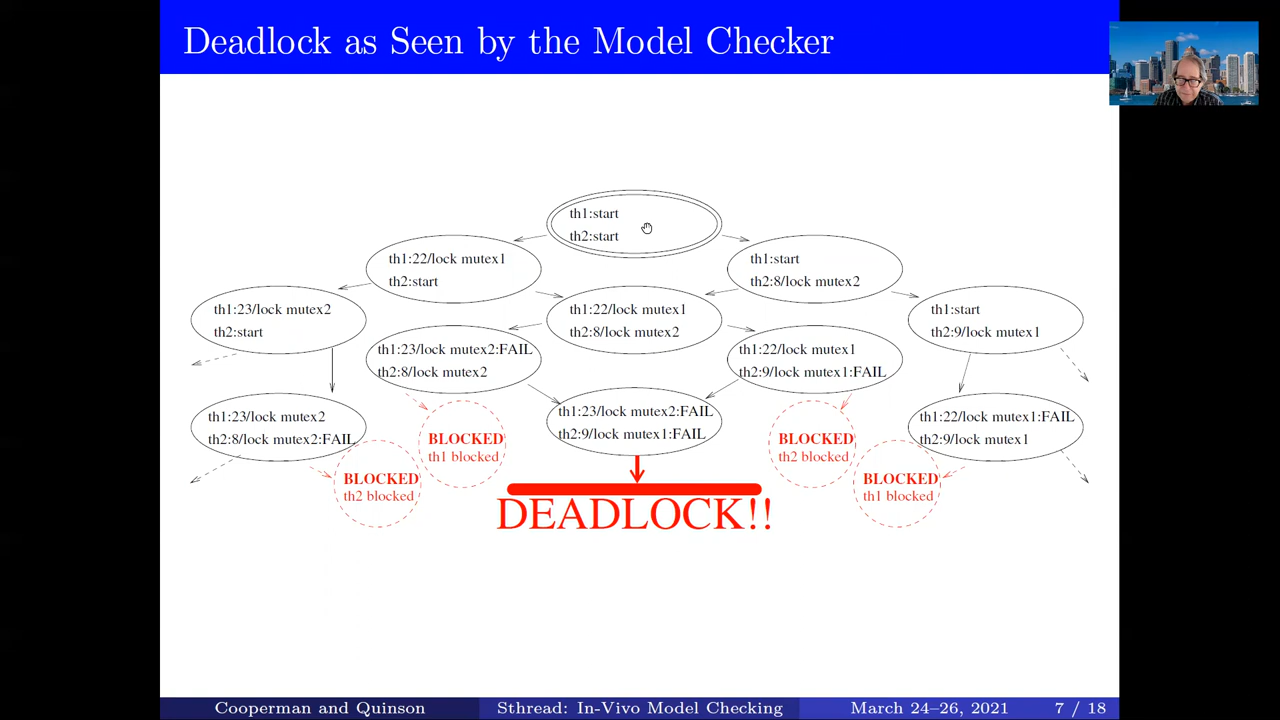 Deadlock as Seen by the Model Checker
th1:start
th2:start
th1:22/lock mutex1
th2:start
th1:start
th2:8/lock mutex2
th1:23/lock mutex2
th2:start
th1:22/lock mutex1
th2:8/lock mutex2
th1:start
th2:9/lock mutex1
th1:23/lock mutex2:FAIL
th2:8/lock mutex2
th1:22/lock mutex1
th2:9/lock mutex1:FAIL
th1:23/lock mutex2
th2:8/lock mutex2:FAIL
th1:23/lock mutex2:FAIL
th2:9/lock mutex1:FAIL
th1:22/lock mutex1:FAIL
th2:9/lock mutex1
BLOCKED
th1 blocked
BLOCKED
th2 blocked
BLOCKED
th2 blocked
BLOCKED
th1 blocked
DEADLOCK!!
Cooperman and Quinson Sthread: In-Vivo Model Checking March 24–26, 2021 7 / 18